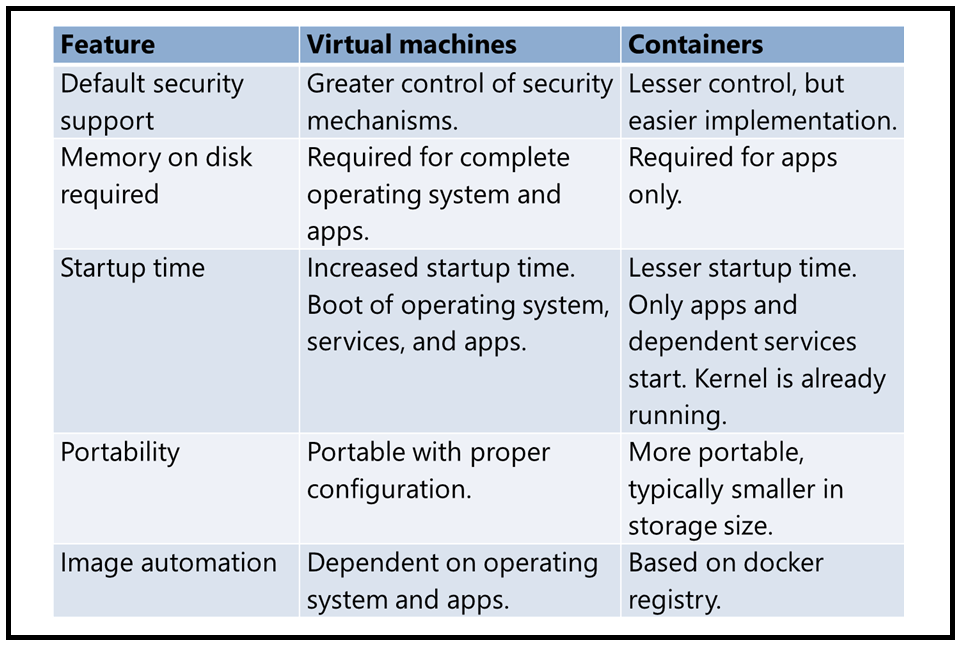 Feature Virtual machines Containers
Default security support Greater control of security mechanisms. Lesser control, but easier implementation.
Memory on disk required Required for complete operating system and apps. Required for apps only.
Startup time Increased startup time. Boot of operating system, services, and apps. Lesser startup time. Only apps and dependent services start. Kernel is already running.
Portability Portable with proper configuration. More portable, typically smaller in storage size.
Image automation Dependent on operating system and apps. Based on docker registry.